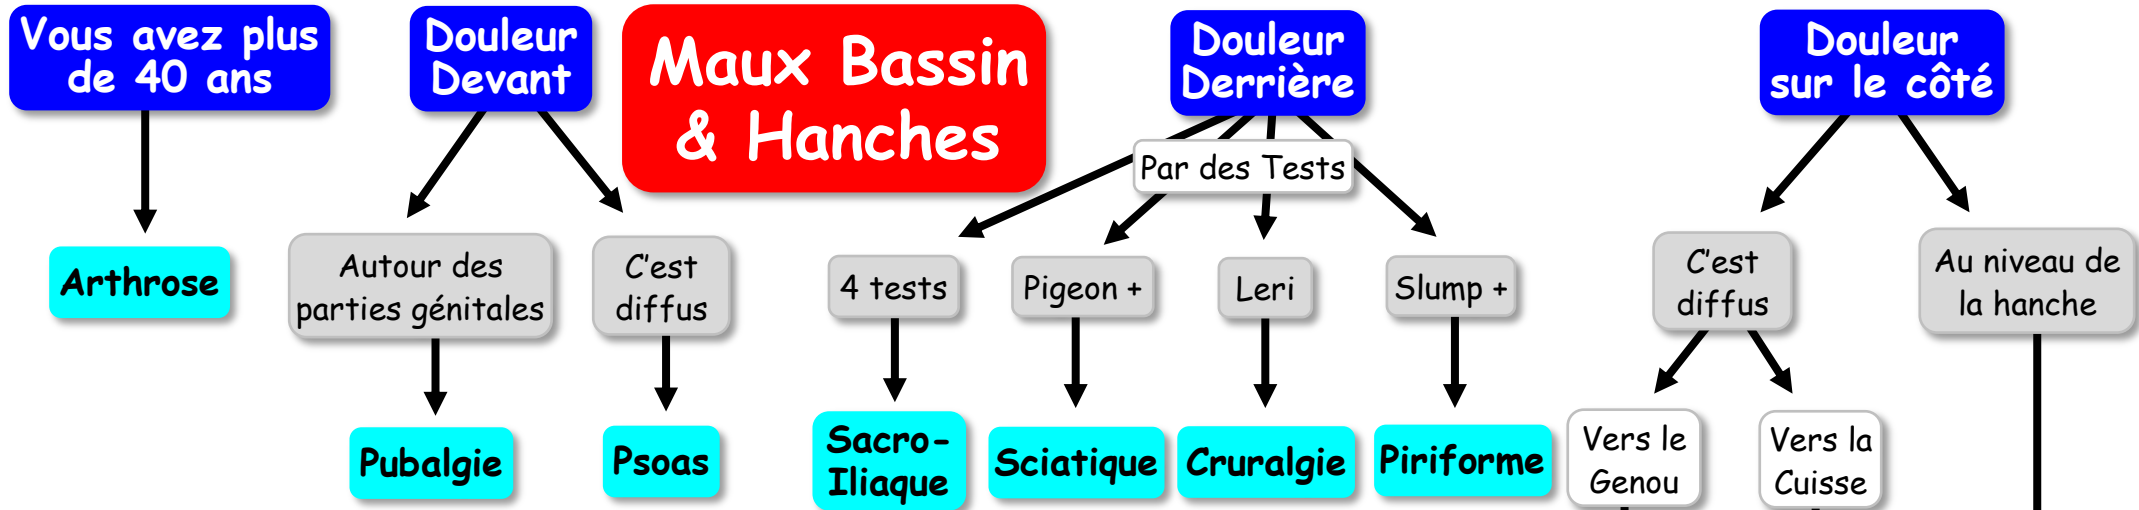 Vous avez plus
de 40 ans
Douleur
Devant
Maux Bassin
& Hanches
Douleur
Derrière
Douleur
sur le côté
Par des Tests
Arthrose
Autour des
parties génitales
C'est
diffus
4 tests
Pigeon +
Leri
Slump +
C'est
diffus
Au niveau de
la hanche
Pubalgie
Psoas
Sacro-
Iliaque
Sciatique
Cruralgie
Piriforme
Vers le
Genou
Vers la
Cuisse